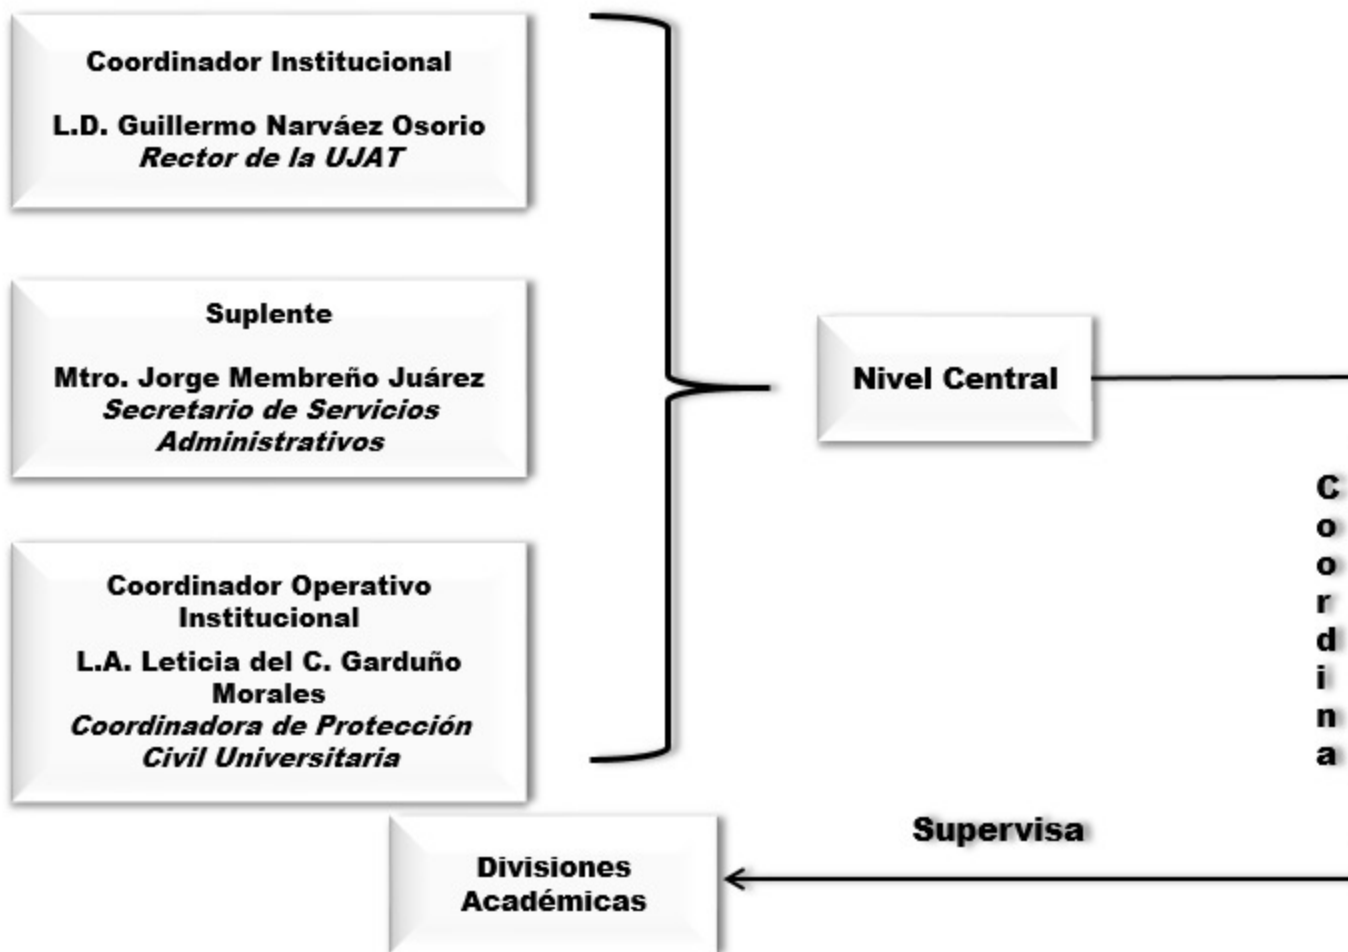 Coordinador Institucional
L.D. Guillermo Narváez Osorio
Rector de la UJAT
Suplente
Mtro. Jorge Membreño Juárez
Secretario de Servicios
Administrativos
Coordinador Operativo
Institucional
L.A. Leticia del C. Garduño
Morales
Coordinadora de Protección
Civil Universitaria
Nivel Central
Coordina
Supervisa
Divisiones
Académicas